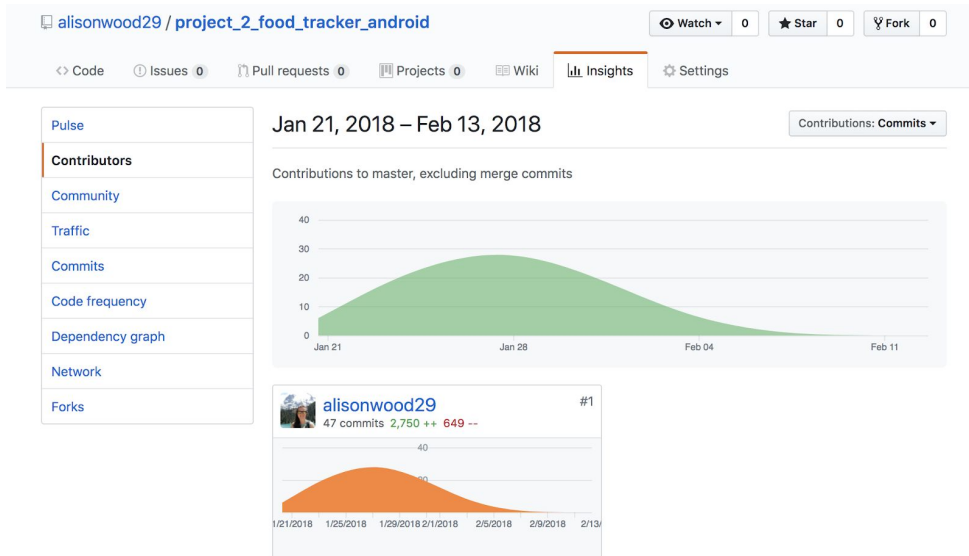 alisonwood29 / project_2_food_tracker_android
Watch 0 Star 0 Fork 0
Code Issues 0 Pull requests 0 Projects 0 Wiki Insights Settings
Pulse
Contributors
Community
Traffic
Commits
Code frequency
Dependency graph
Network
Forks
Jan 21, 2018 – Feb 13, 2018
Contributions: Commits
Contributions to master, excluding merge commits
40
30
20
10
0
Jan 21 Jan 28 Feb 04 Feb 11
alisonwood29 #1
47 commits 2,750 ++ 649 --
40
20
1/21/2018 1/25/2018 1/29/2018 2/1/2018 2/5/2018 2/9/2018 2/13/